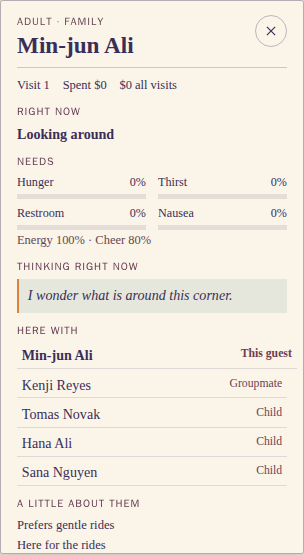 ADULT · FAMILY
Min-jun Ali
Visit 1 Spent $0 $0 all visits
RIGHT NOW
Looking around
NEEDS
Hunger 0% Thirst 0%
Restroom 0% Nausea 0%
Energy 100% · Cheer 80%
THINKING RIGHT NOW
I wonder what is around this corner.
HERE WITH
Min-jun Ali This guest
Kenji Reyes Groupmate
Tomas Novak Child
Hana Ali Child
Sana Nguyen Child
A LITTLE ABOUT THEM
Prefers gentle rides
Here for the rides